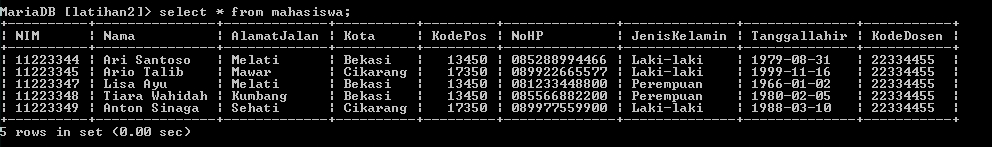 MariaDB [latihan2]> select * from mahasiswa;
| NIM | Nama | AlamatJalan | Kota | KodePos | NoHP | JenisKelamin | Tanggallahir | KodeDosen |
| 11223344 | Ari Santoso | Melati | Bekasi | 13450 | 085288994466 | Laki-laki | 1979-08-31 | 22334455 |
| 11223345 | Ario Talib | Mawar | Cikarang | 17350 | 089922665577 | Laki-laki | 1999-11-16 | 22334455 |
| 11223347 | Lisa Ayu | Melati | Bekasi | 13450 | 081233448800 | Perempuan | 1966-01-02 | 22334455 |
| 11223348 | Tiara Wahidah | Kumbang | Bekasi | 13450 | 085566882200 | Perempuan | 1980-02-05 | 22334455 |
| 11223349 | Anton Sinaga | Sehati | Cikarang | 17350 | 089977559900 | Laki-laki | 1988-03-10 | 22334455 |
5 rows in set (0.00 sec)